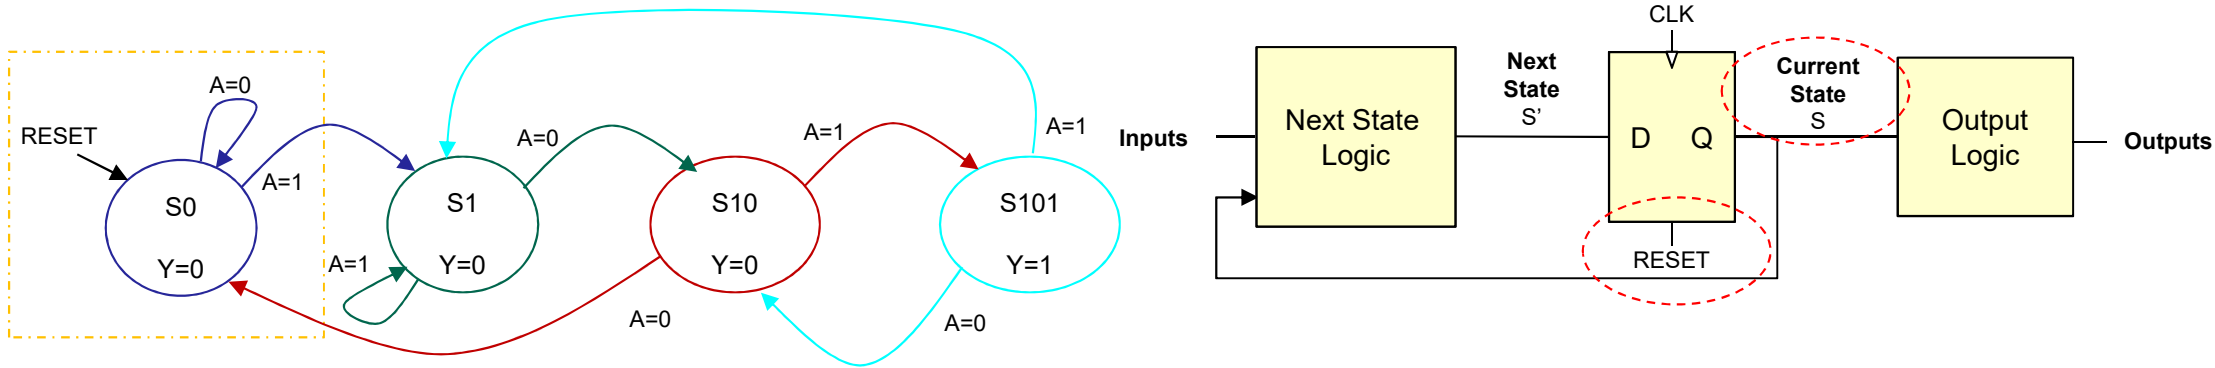 RESET
A=0
A=1
S0
Y=0
A=1
A=0
S1
Y=0
A=1
S10
Y=0
A=0
A=1
S101
Y=1
A=0
Inputs
Next State
Logic
Next
State
S’
CLK
D Q
RESET
Current
State
S
Output
Logic
Outputs